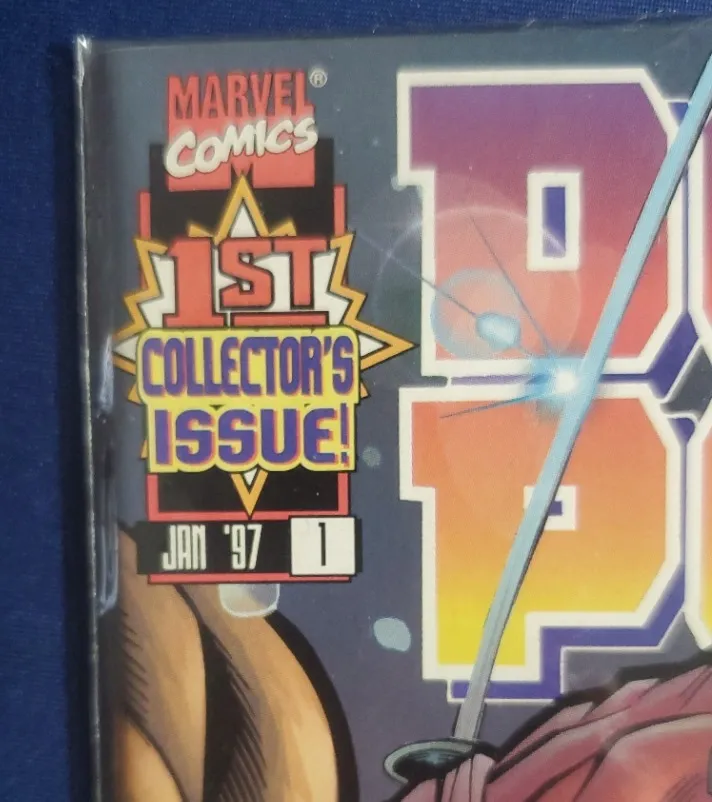 MARVEL®
COMICS
1ST
COLLECTOR'S
ISSUE!
JAN '97 1
D
P